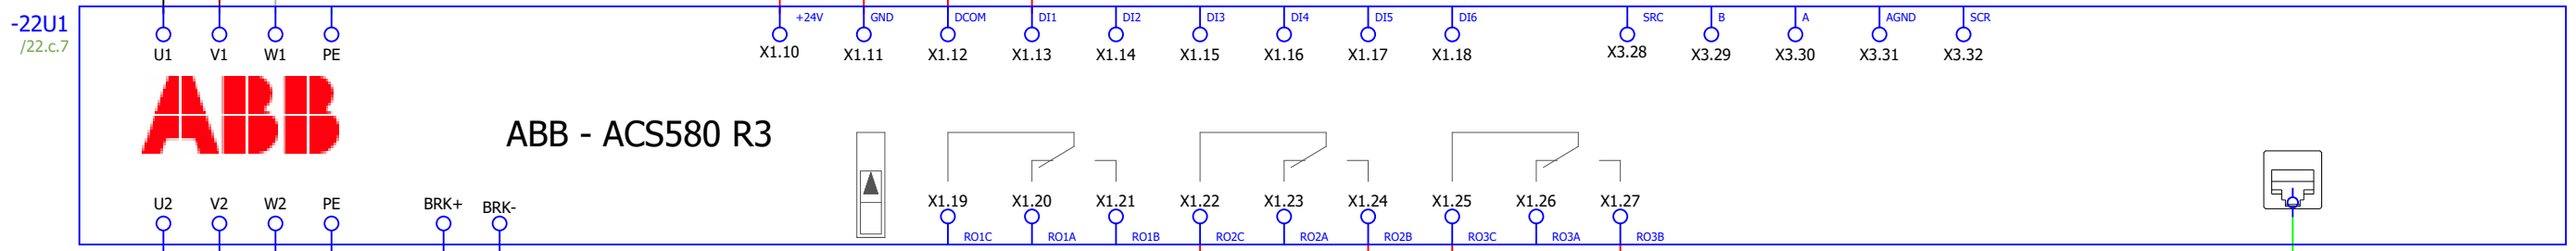 -22U1
/22.c.7
+24V GND DCOM DI1 DI2 DI3 DI4 DI5 DI6 SRC B A AGND SCR
U1 V1 W1 PE X1.10 X1.11 X1.12 X1.13 X1.14 X1.15 X1.16 X1.17 X1.18 X3.28 X3.29 X3.30 X3.31 X3.32
ABB
ABB - ACS580 R3
U2 V2 W2 PE BRK+ BRK- X1.19 X1.20 X1.21 X1.22 X1.23 X1.24 X1.25 X1.26 X1.27
RO1C RO1A RO1B RO2C RO2A RO2B RO3C RO3A RO3B